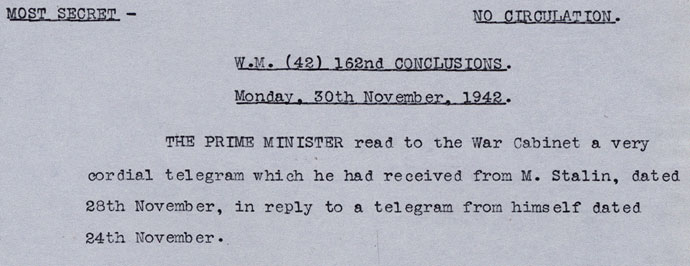 MOST SECRET -
NO CIRCULATION.
W.M. (42) 162nd CONCLUSIONS.
Monday, 30th November, 1942.
THE PRIME MINISTER read to the War Cabinet a very
cordial telegram which he had received from M. Stalin, dated
28th November, in reply to a telegram from himself dated
24th November.